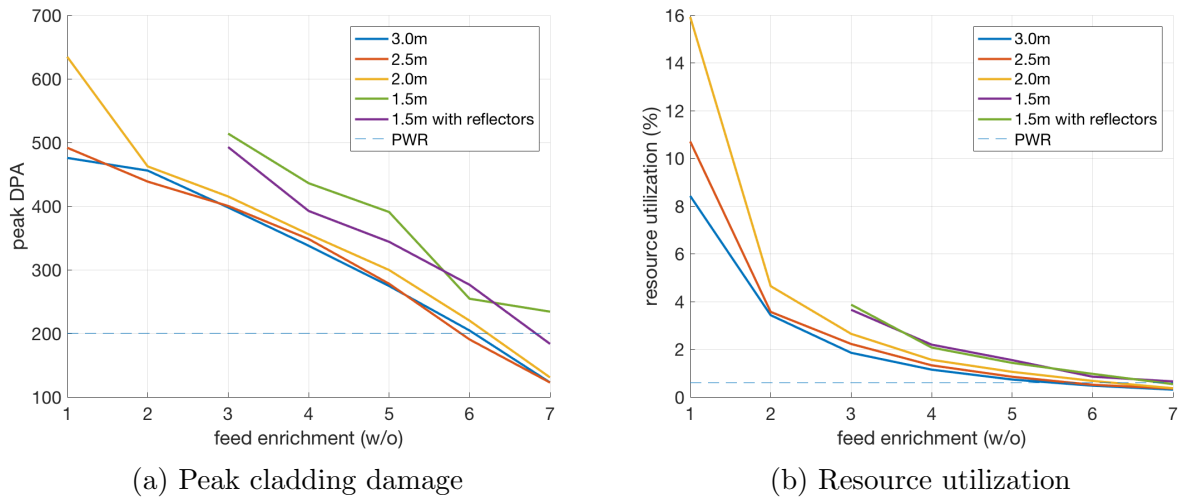 700
600
500
400
300
200
100
1 2 3 4 5 6 7
peak DPA
feed enrichment (w/o)
3.0m
2.5m
2.0m
1.5m
1.5m with reflectors
PWR
(a) Peak cladding damage
16
14
12
10
8
6
4
2
0
1 2 3 4 5 6 7
resource utilization (%)
feed enrichment (w/o)
3.0m
2.5m
2.0m
1.5m
1.5m with reflectors
PWR
(b) Resource utilization